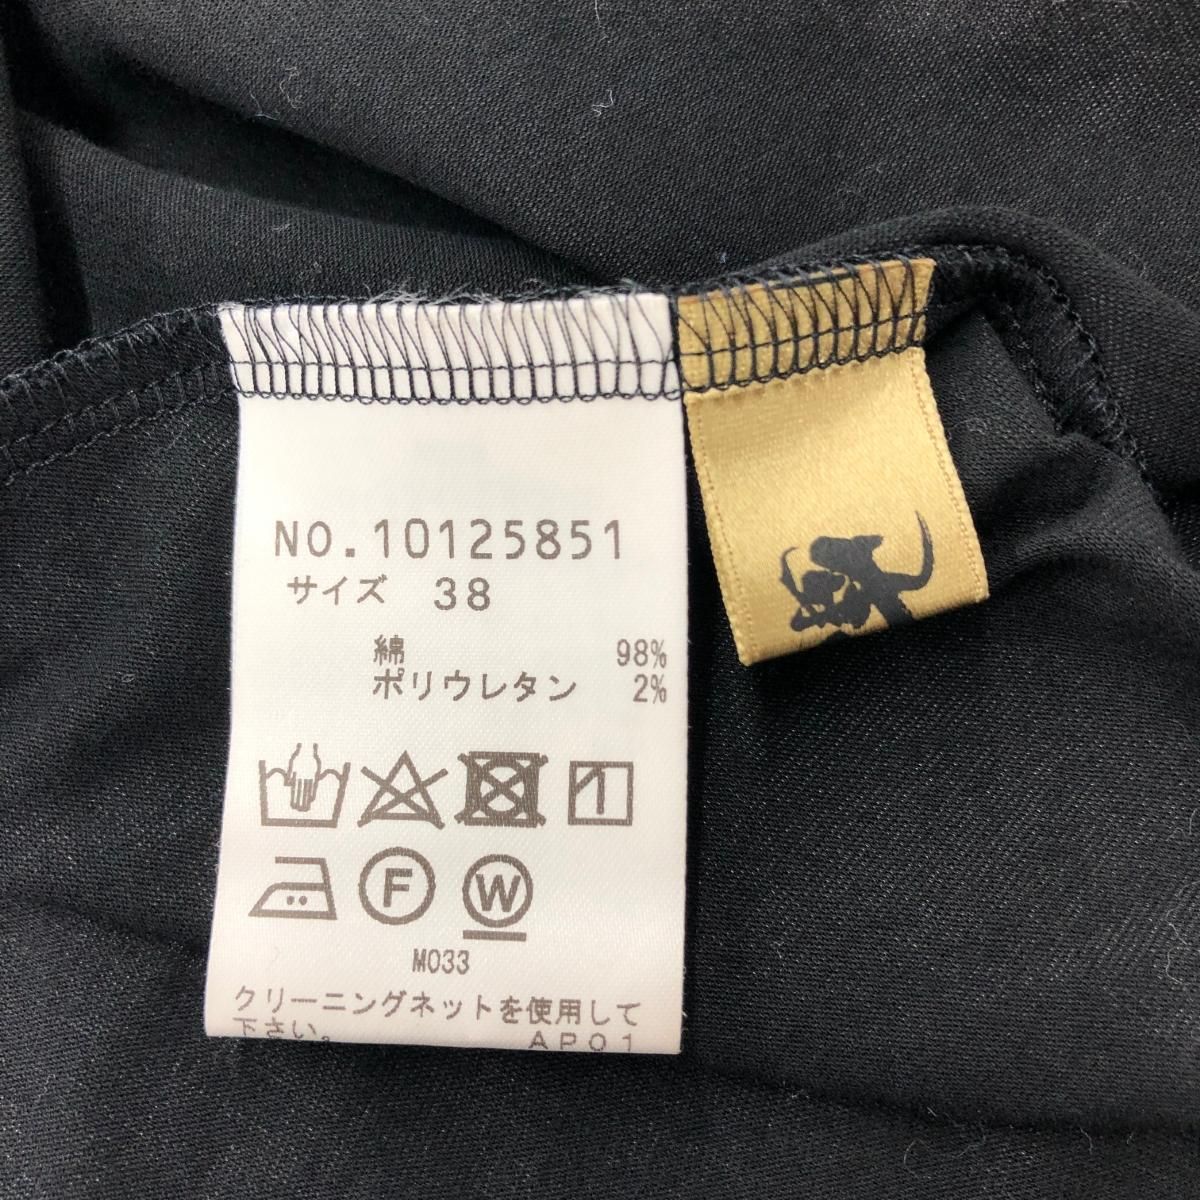 NO.10125851
サイズ 38
綿 98%
ポリウレタン 2%
F W
M033
クリーニングネットを使用して
下さい。 AP01